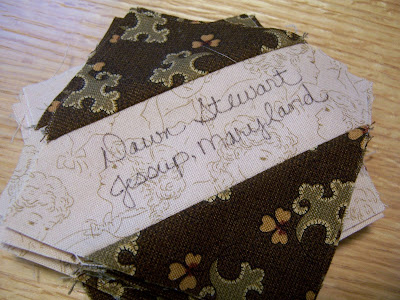 Dawn Stewart
Jessup, Maryland